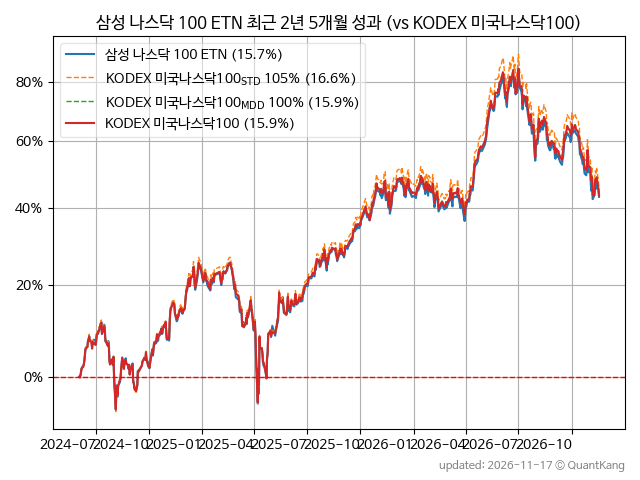 삼성 나스닥 100 ETN 최근 2년 5개월 성과 (vs KODEX 미국나스닥100)
삼성 나스닥 100 ETN (15.7%)
KODEX 미국나스닥100STD 105% (16.6%)
KODEX 미국나스닥100MDD 100% (15.9%)
KODEX 미국나스닥100 (15.9%)
80%
60%
40%
20%
0%
2024-07 2024-10 2025-01 2025-04 2025-07 2025-10 2026-01 2026-04 2026-07 2026-10
updated: 2026-11-17 © QuantKang